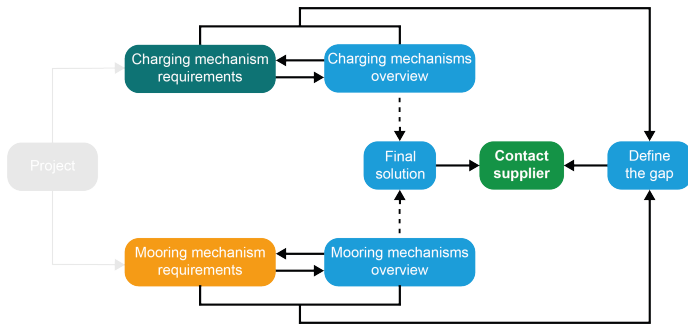 Charging mechanism
requirements
Charging mechanisms
overview
Project
Final
solution
Contact
supplier
Define
the gap
Mooring mechanism
requirements
Mooring mechanisms
overview